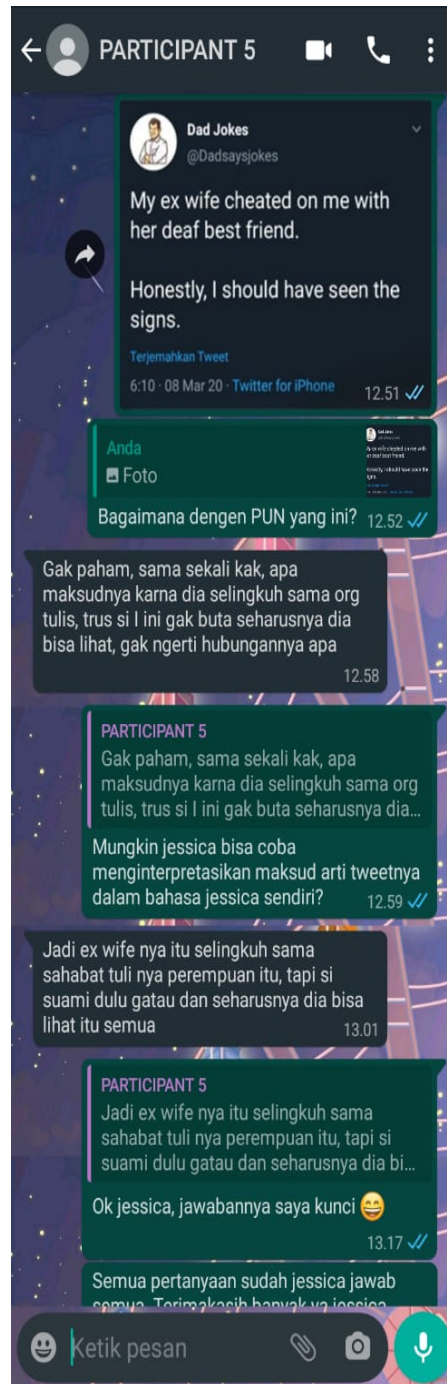 PARTICIPANT 5
Dad Jokes
@Dadsaysjokes
My ex wife cheated on me with
her deaf best friend.
Honestly, I should have seen the
signs.
Terjemahkan Tweet
6:10 · 08 Mar 20 · Twitter for iPhone
12.51
Anda
Foto
Bagaimana dengan PUN yang ini?
12.52
Gak paham, sama sekali kak, apa
maksudnya karna dia selingkuh sama org
tulis, trus si I ini gak buta seharusnya dia
bisa lihat, gak ngerti hubungannya apa
12.58
PARTICIPANT 5
Gak paham, sama sekali kak, apa
maksudnya karna dia selingkuh sama org
tulis, trus si I ini gak buta seharusnya dia...
Mungkin jessica bisa coba
menginterpretasikan maksud arti tweetnya
dalam bahasa jessica sendiri?
12.59
Jadi ex wife nya itu selingkuh sama
sahabat tuli nya perempuan itu, tapi si
suami dulu gatau dan seharusnya dia bisa
lihat itu semua
13.01
PARTICIPANT 5
Jadi ex wife nya itu selingkuh sama
sahabat tuli nya perempuan itu, tapi si
suami dulu gatau dan seharusnya dia bi...
Ok jessica, jawabannya saya kunci 😄
13.17
Semua pertanyaan sudah jessica jawab
semua. Terimakasih banyak ya jessica
Ketik pesan